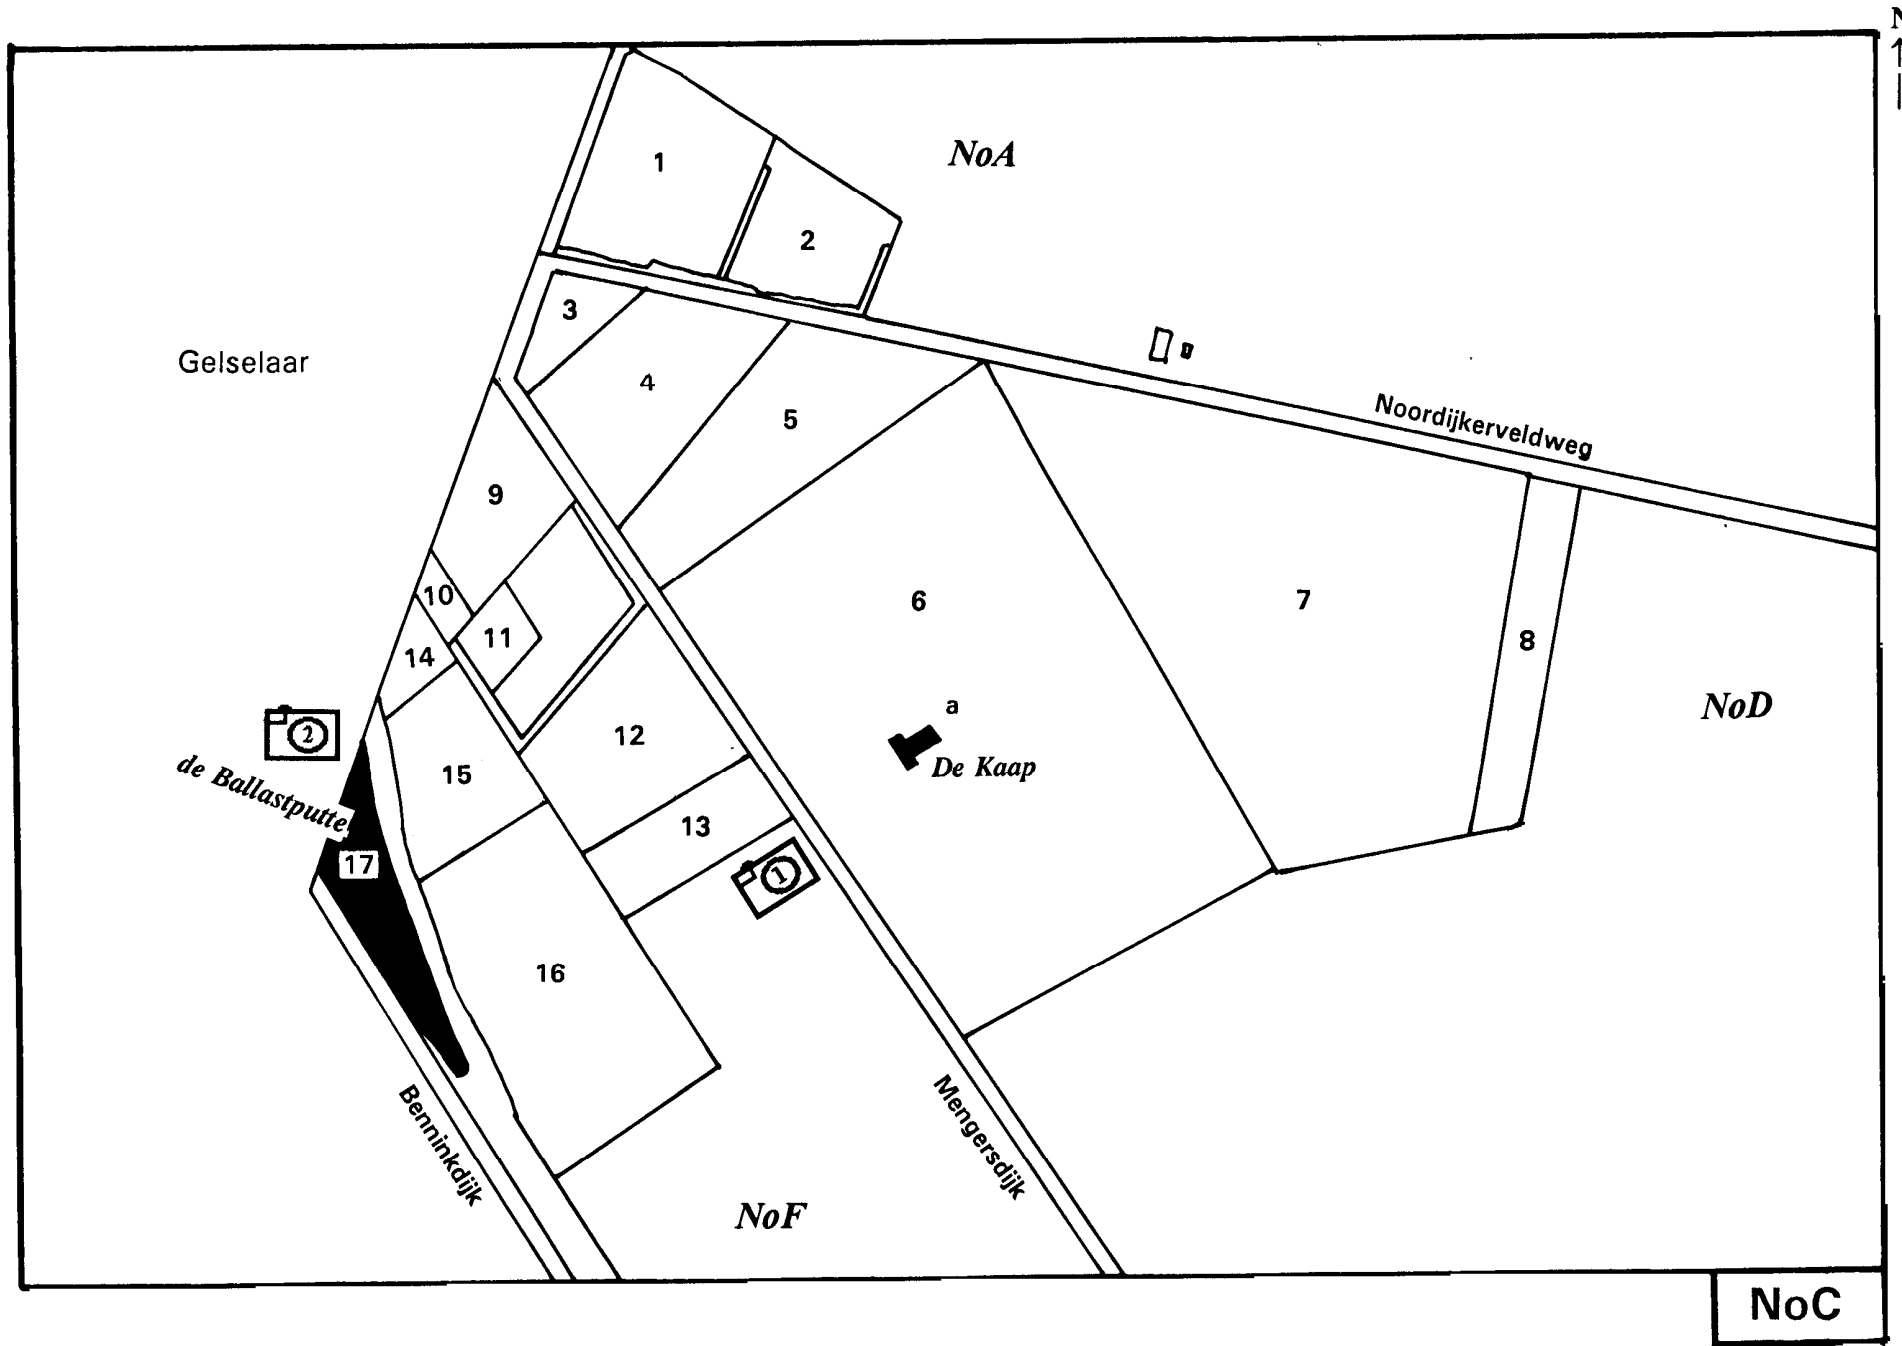 N
1
NoA
2
3
Gelselaar
4
5
Noordijkerveldweg
9
10
6
7
11
8
14
a
NoD
2
12
de Ballastputte
15
De Kaap
13
17
1
16
Benninkdijk
Mengersdijk
NoF
NoC